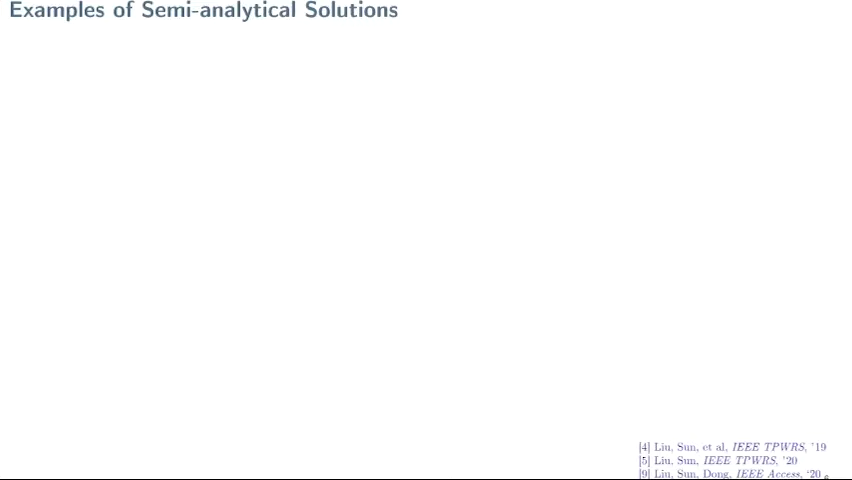 Examples of Semi-analytical Solutions
[4] Liu, Sun, et al, IEEE TPWRS, '19
[5] Liu, Sun, IEEE TPWRS, '20
[9] Liu, Sun, Dong, IEEE Access, '20